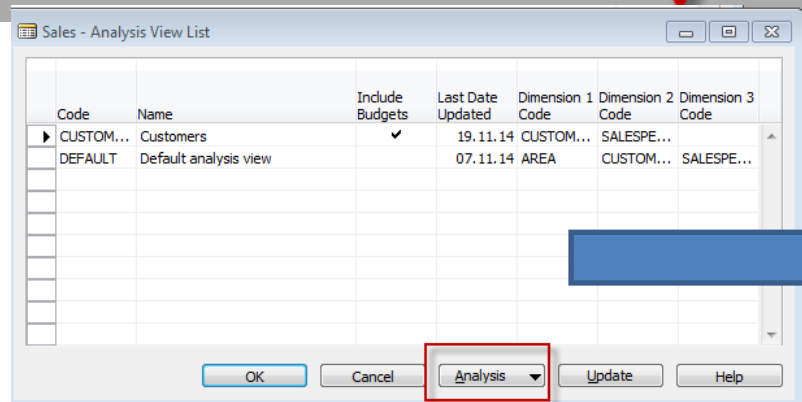 Sales - Analysis View List
Code Name Include Budgets Last Date Updated Dimension 1 Code Dimension 2 Code Dimension 3 Code
CUSTOM... Customers ✔ 19.11.14 CUSTOM... SALESPE...
DEFAULT Default analysis view 07.11.14 AREA CUSTOM... SALESPE...
OK Cancel Analysis Update Help